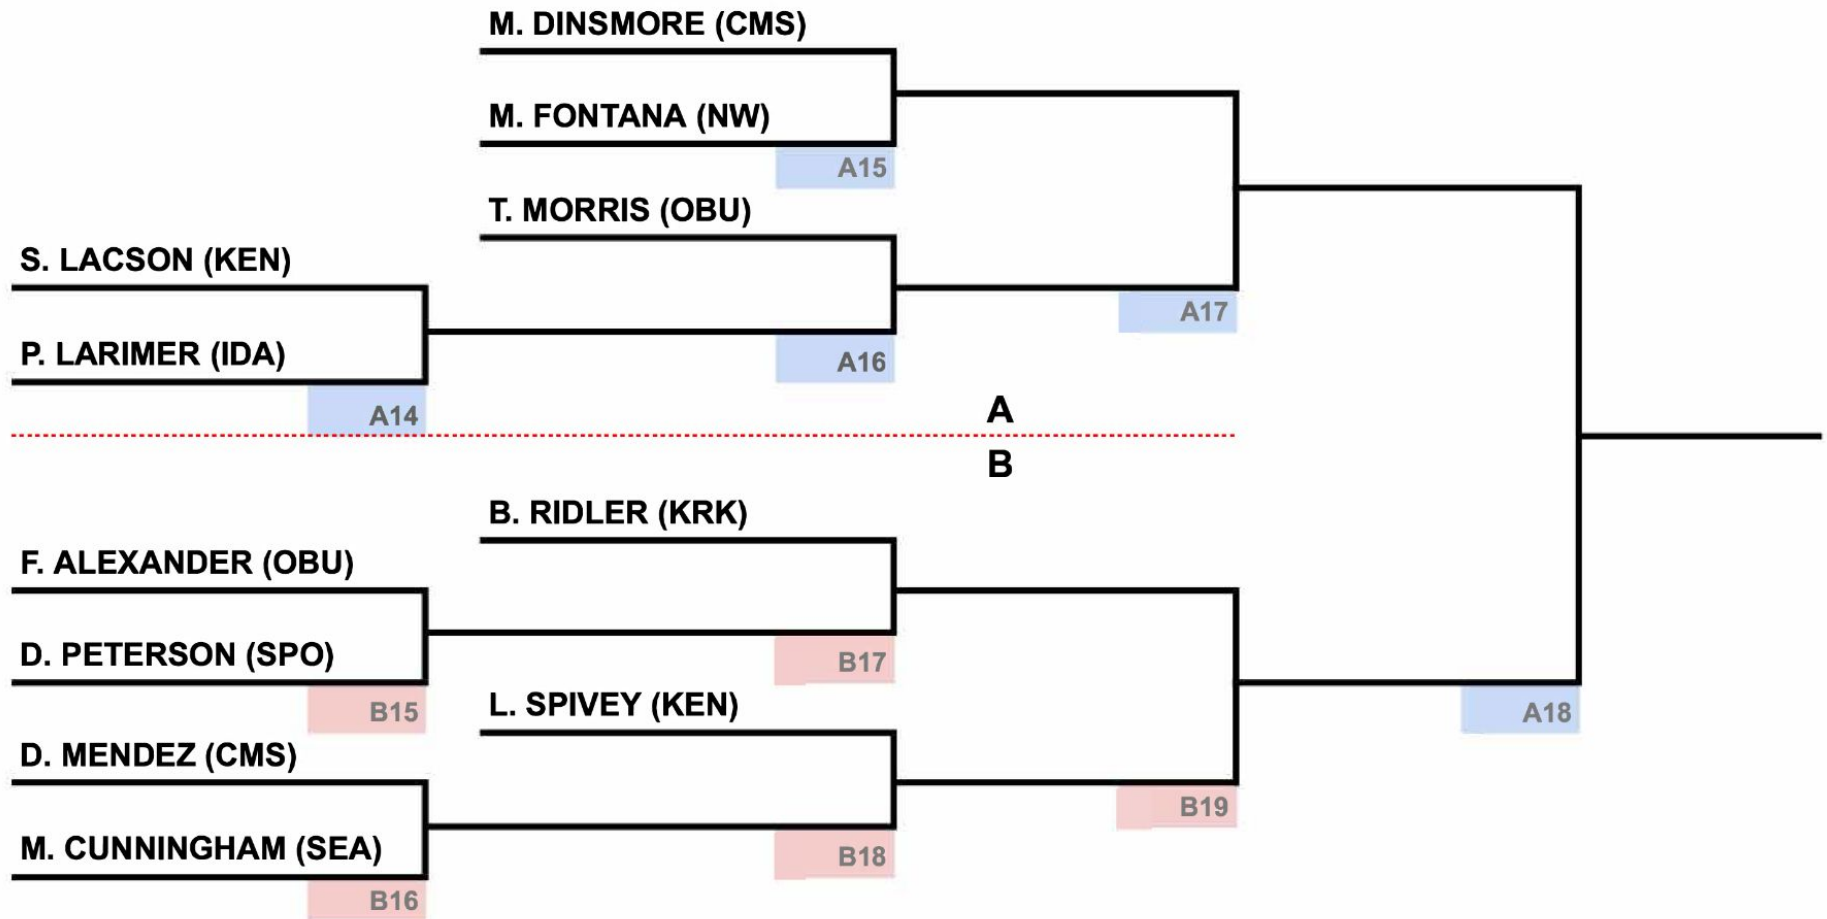 M. DINSMORE (CMS)
M. FONTANA (NW)
A15
T. MORRIS (OBU)
S. LACSON (KEN)
A17
P. LARIMER (IDA)
A16
A14
A
B
B. RIDLER (KRK)
F. ALEXANDER (OBU)
D. PETERSON (SPO)
B17
B15
L. SPIVEY (KEN)
A18
D. MENDEZ (CMS)
B19
M. CUNNINGHAM (SEA)
B18
B16